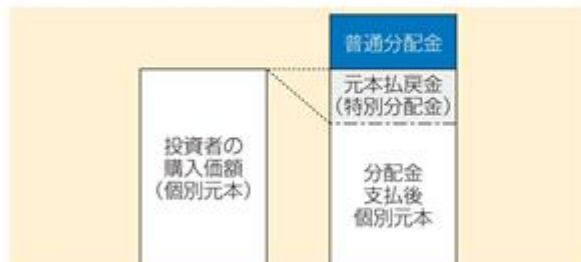 普通分配金
元本払戻金
(特別分配金)
投資者の
購入価額
(個別元本)
分配金
支払後
個別元本